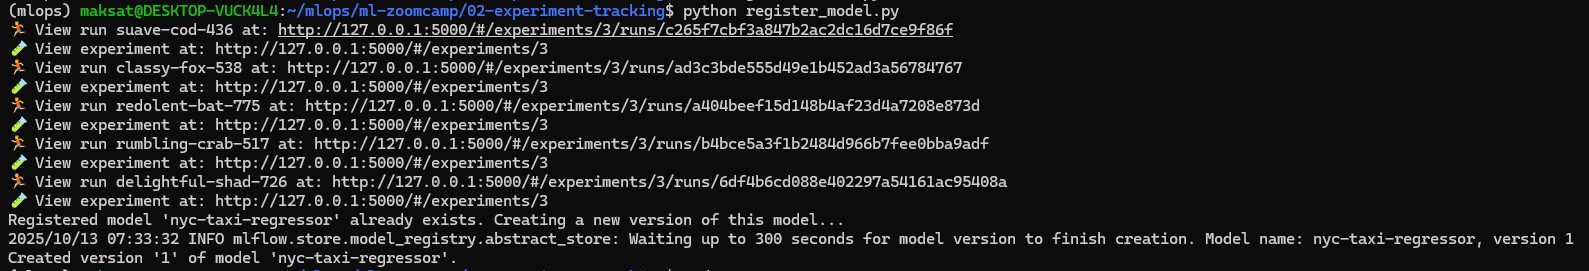 (mlops) maksat@DESKTOP-VUCK4L4:~/mlops/ml-zoomcamp/02-experiment-tracking$ python register_model.py
🏃 View run suave-cod-436 at: http://127.0.0.1:5000/#/experiments/3/runs/c265f7cbf3a847b2ac2dc16d7ce9f86f
🧪 View experiment at: http://127.0.0.1:5000/#/experiments/3
🏃 View run classy-fox-538 at: http://127.0.0.1:5000/#/experiments/3/runs/ad3c3bde555d49e1b452ad3a56784767
🧪 View experiment at: http://127.0.0.1:5000/#/experiments/3
🏃 View run redolent-bat-775 at: http://127.0.0.1:5000/#/experiments/3/runs/a404beef15d148b4af23d4a7208e873d
🧪 View experiment at: http://127.0.0.1:5000/#/experiments/3
🏃 View run rumbling-crab-517 at: http://127.0.0.1:5000/#/experiments/3/runs/b4bce5a3f1b2484d966b7fee0bba9adf
🧪 View experiment at: http://127.0.0.1:5000/#/experiments/3
🏃 View run delightful-shad-726 at: http://127.0.0.1:5000/#/experiments/3/runs/6df4b6cd088e402297a54161ac95408a
🧪 View experiment at: http://127.0.0.1:5000/#/experiments/3
Registered model 'nyc-taxi-regressor' already exists. Creating a new version of this model...
2025/10/13 07:33:32 INFO mlflow.store.model_registry.abstract_store: Waiting up to 300 seconds for model version to finish creation. Model name: nyc-taxi-regressor, version 1
Created version '1' of model 'nyc-taxi-regressor'.